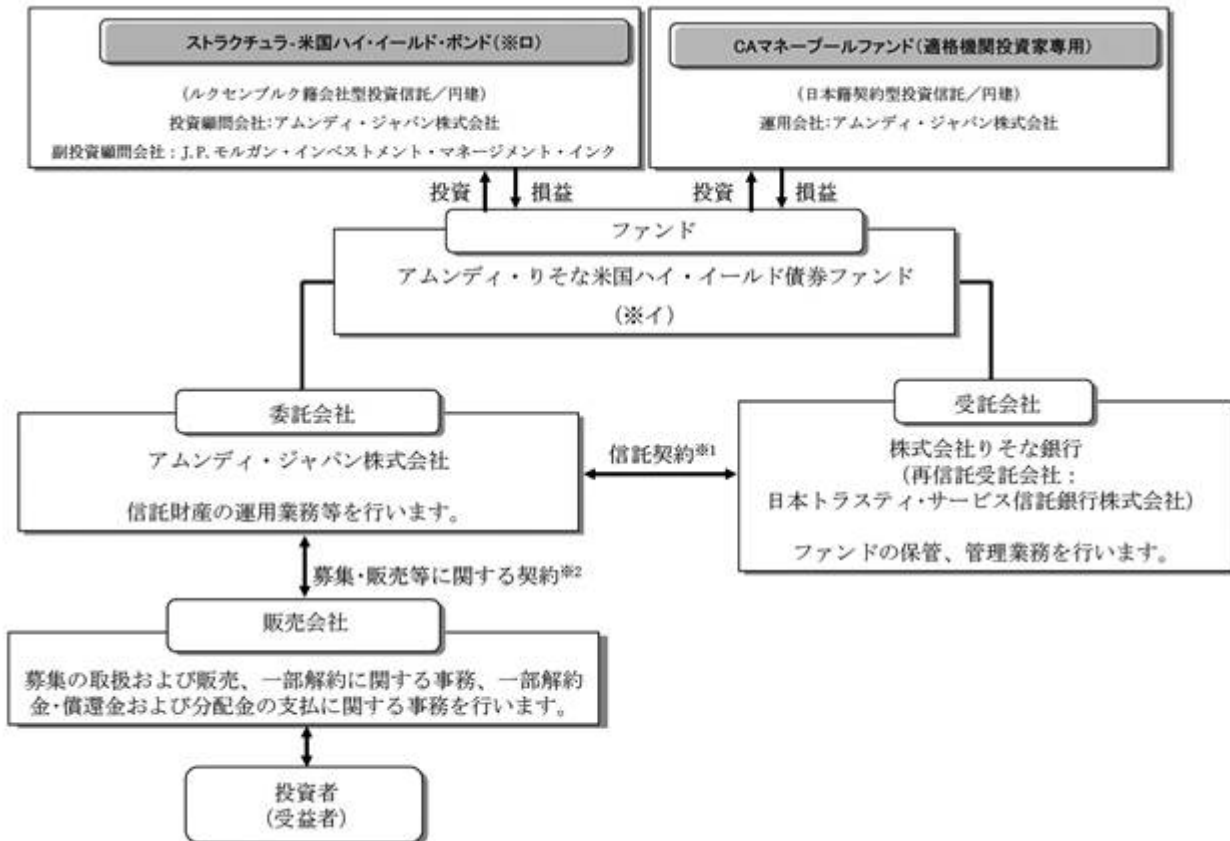 ストラクチュラ-米国ハイ・イールド・ボンド(※ロ)
(ルクセンブルク籍会社型投資信託／円建)
投資顧問会社：アムンディ・ジャパン株式会社
副投資顧問会社：J.P.モルガン・インベストメント・マネージメント・インク
CAマネープールファンド(適格機関投資家専用)
(日本籍契約型投資信託／円建)
運用会社：アムンディ・ジャパン株式会社
投資
損益
投資
損益
ファンド
アムンディ・りそな米国ハイ・イールド債券ファンド
(※イ)
委託会社
アムンディ・ジャパン株式会社
信託財産の運用業務等を行います。
信託契約※1
受託会社
株式会社りそな銀行
(再信託受託会社：
日本トラスティ・サービス信託銀行株式会社)
ファンドの保管、管理業務を行います。
募集・販売等に関する契約※2
販売会社
募集の取扱および販売、一部解約に関する事務、一部解約
金・償還金および分配金の支払に関する事務を行います。
投資者
(受益者)